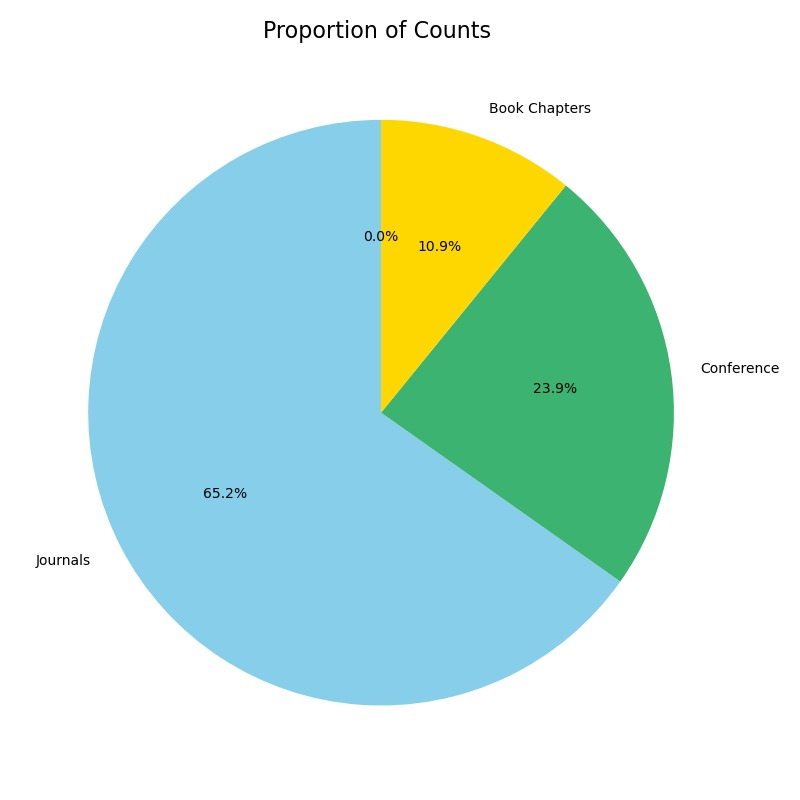 Proportion of Counts
Book Chapters
0.0%
10.9%
Conference
23.9%
65.2%
Journals